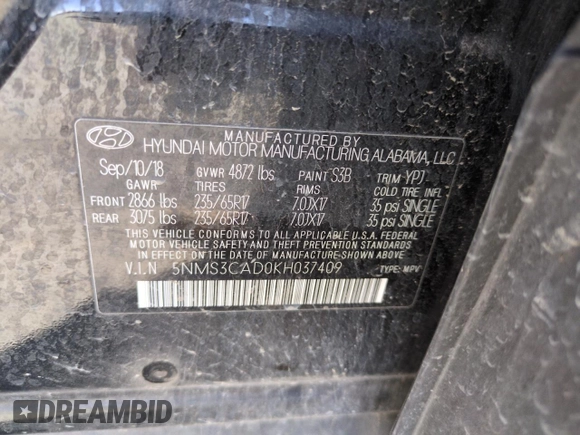 MANUFACTURED BY
HYUNDAI MOTOR MANUFACTURING ALABAMA, LLC
Sep/10/18 GVWR 4872 lbs PAINT S3B TRIM YPJ
GAWR TIRES RIMS COLD TIRE INFL
FRONT 2866 lbs 235/65R17 7.0JX17 35 psi SINGLE
REAR 3075 lbs 235/65R17 7.0JX17 35 psi SINGLE
THIS VEHICLE CONFORMS TO ALL APPLICABLE U.S.A. FEDERAL
MOTOR VEHICLE SAFETY AND THEFT PREVENTION STANDARDS
IN EFFECT ON THE DATE OF MANUFACTURE SHOWN ABOVE.
V.I.N 5NMS3CAD0KH037409 TYPE: MPV
DREAMBID